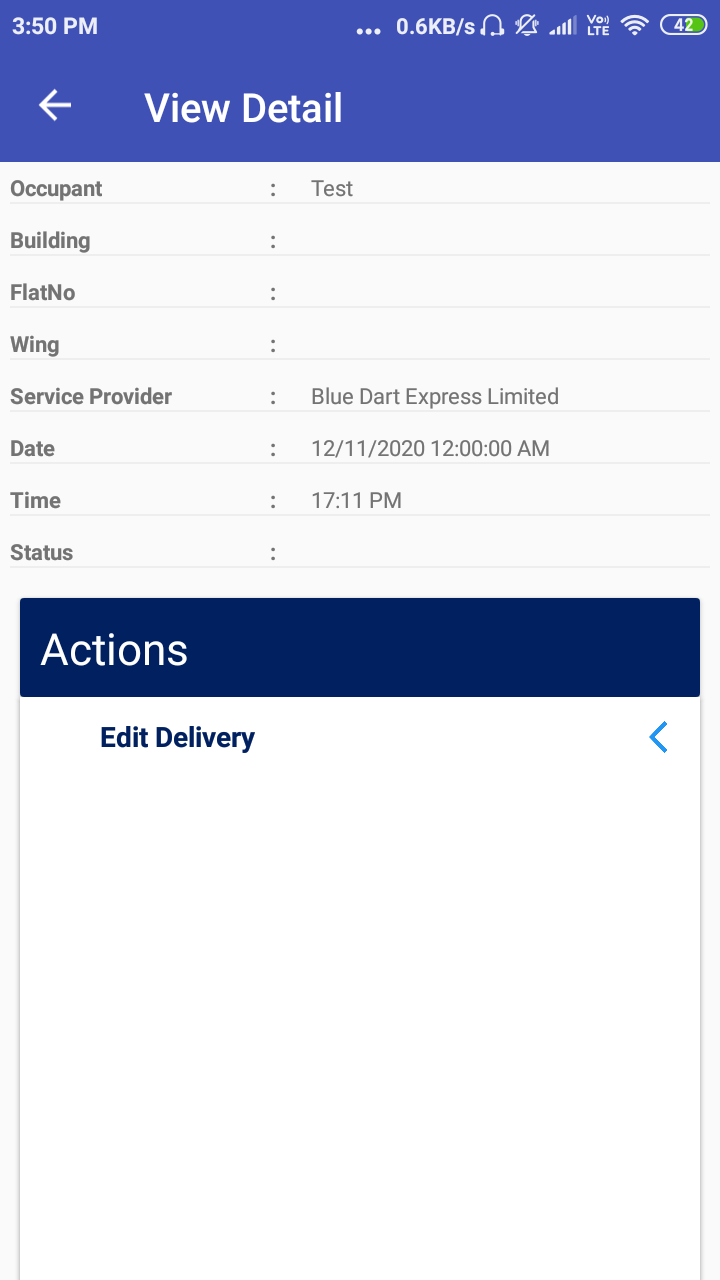 3:50 PM ... 0.6KB/s Vo)) LTE 42
View Detail
Occupant : Test
Building :
FlatNo :
Wing :
Service Provider : Blue Dart Express Limited
Date : 12/11/2020 12:00:00 AM
Time : 17:11 PM
Status :
Actions
Edit Delivery